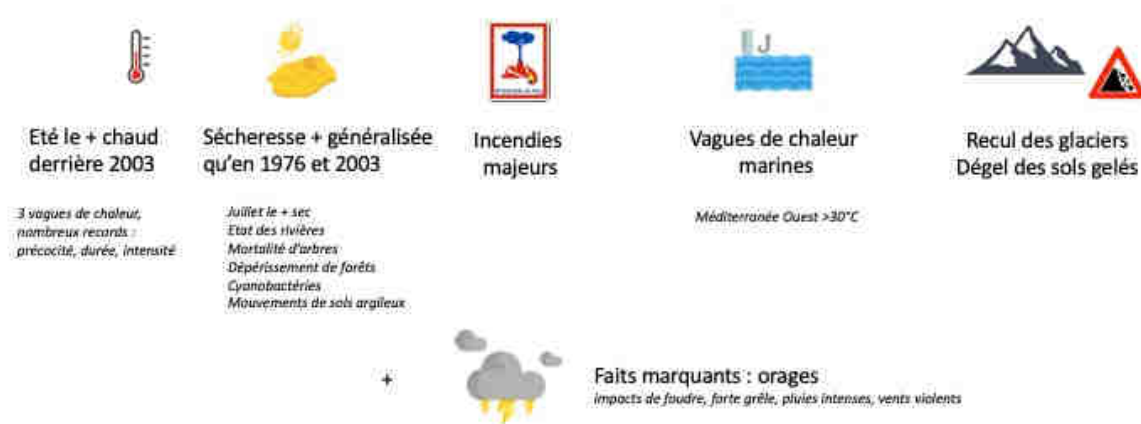 Eté le + chaud
derrière 2003
3 vagues de chaleur,
nombreux records :
précocité, durée, intensité
Sécheresse + généralisée
qu'en 1976 et 2003
Juillet le + sec
Etat des rivières
Mortalité d'arbres
Dépérissement de forêts
Cyanobactéries
Mouvements de sols argileux
Incendies
majeurs
Vagues de chaleur
marines
Méditerranée Ouest >30°C
Recul des glaciers
Dégel des sols gelés
+
Faits marquants : orages
impacts de foudre, forte grêle, pluies intenses, vents violents